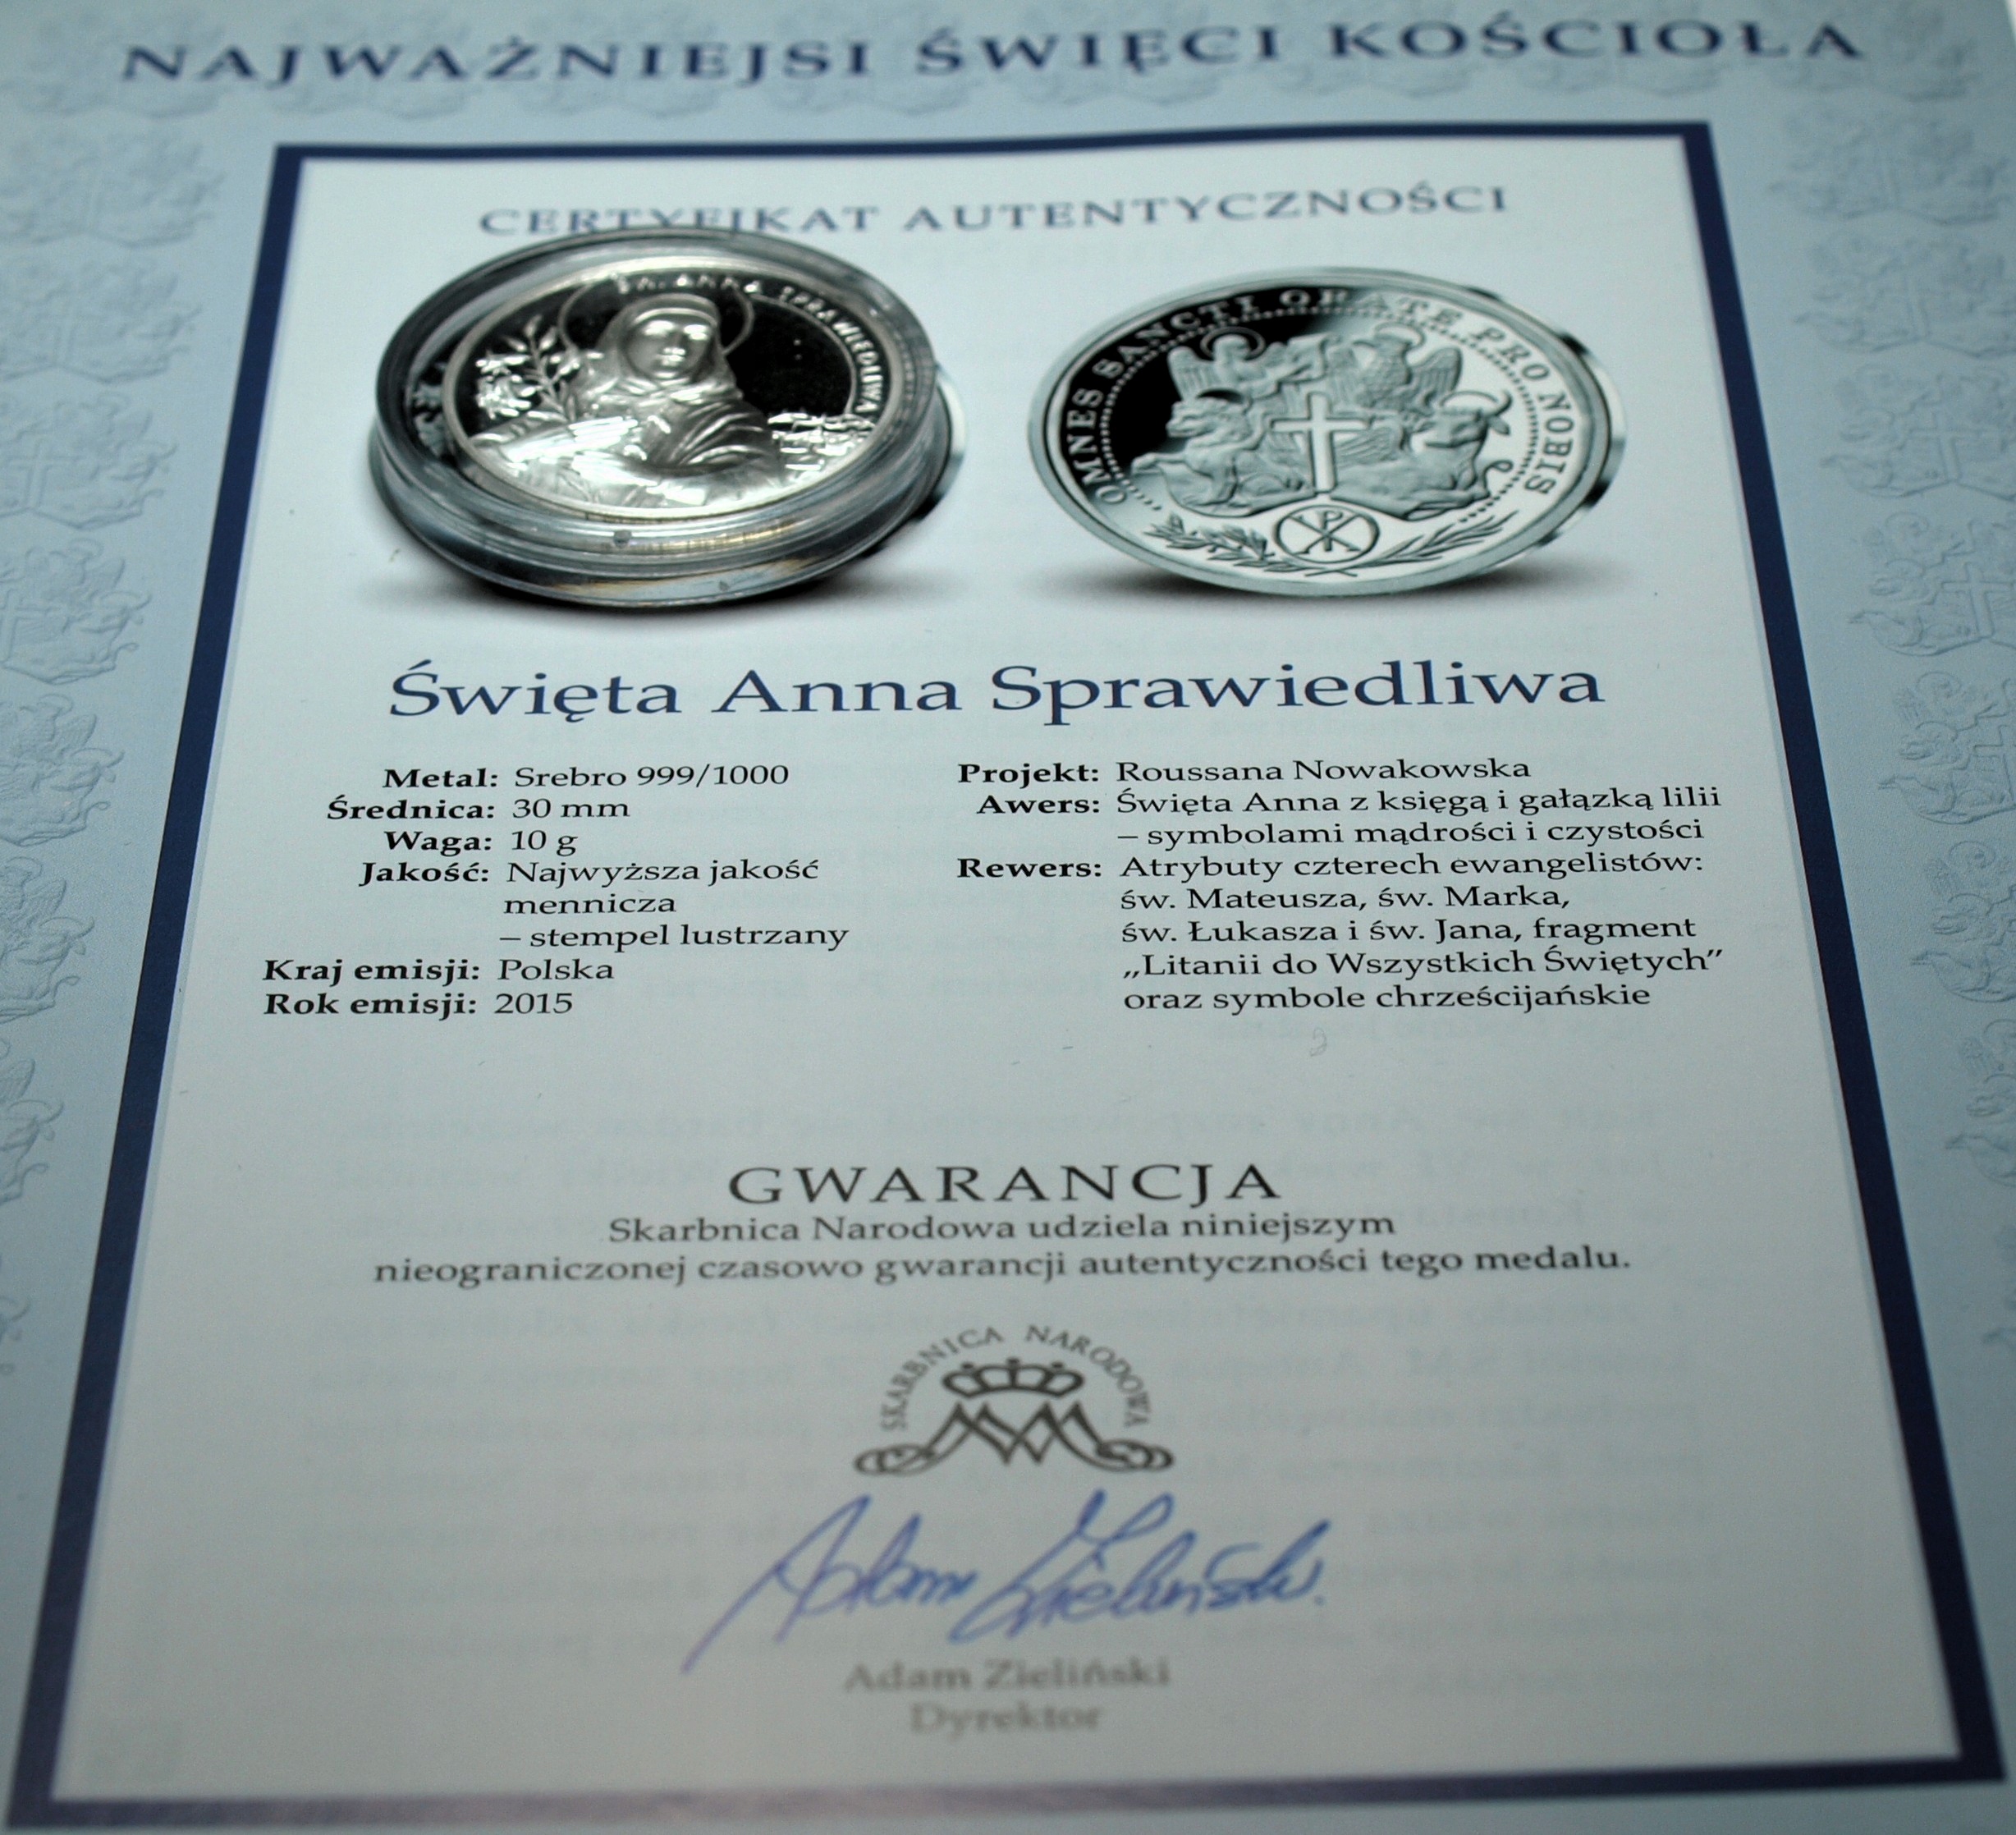 NAJWAŻNIEJSI ŚWIĘCI KOŚCIOŁA
CERTYFIKAT AUTENTYCZNOŚCI
ŚW. ANNA SPRAWIEDLIWA
OMNES SANCTI ORATE PRO NOBIS
Święta Anna Sprawiedliwa
Metal: Srebro 999/1000
Średnica: 30 mm
Waga: 10 g
Jakość: Najwyższa jakość
mennicza
– stempel lustrzany
Kraj emisji: Polska
Rok emisji: 2015
Projekt: Roussana Nowakowska
Awers: Święta Anna z księgą i gałązką lilii
– symbolami mądrości i czystości
Rewers: Atrybuty czterech ewangelistów:
św. Mateusza, św. Marka,
św. Łukasza i św. Jana, fragment
„Litanii do Wszystkich Świętych”
oraz symbole chrześcijańskie
GWARANCJA
Skarbnica Narodowa udziela niniejszym
nieograniczonej czasowo gwarancji autentyczności tego medalu.
SKARBNICA NARODOWA
Adam Zieliński
Adam Zieliński
Dyrektor